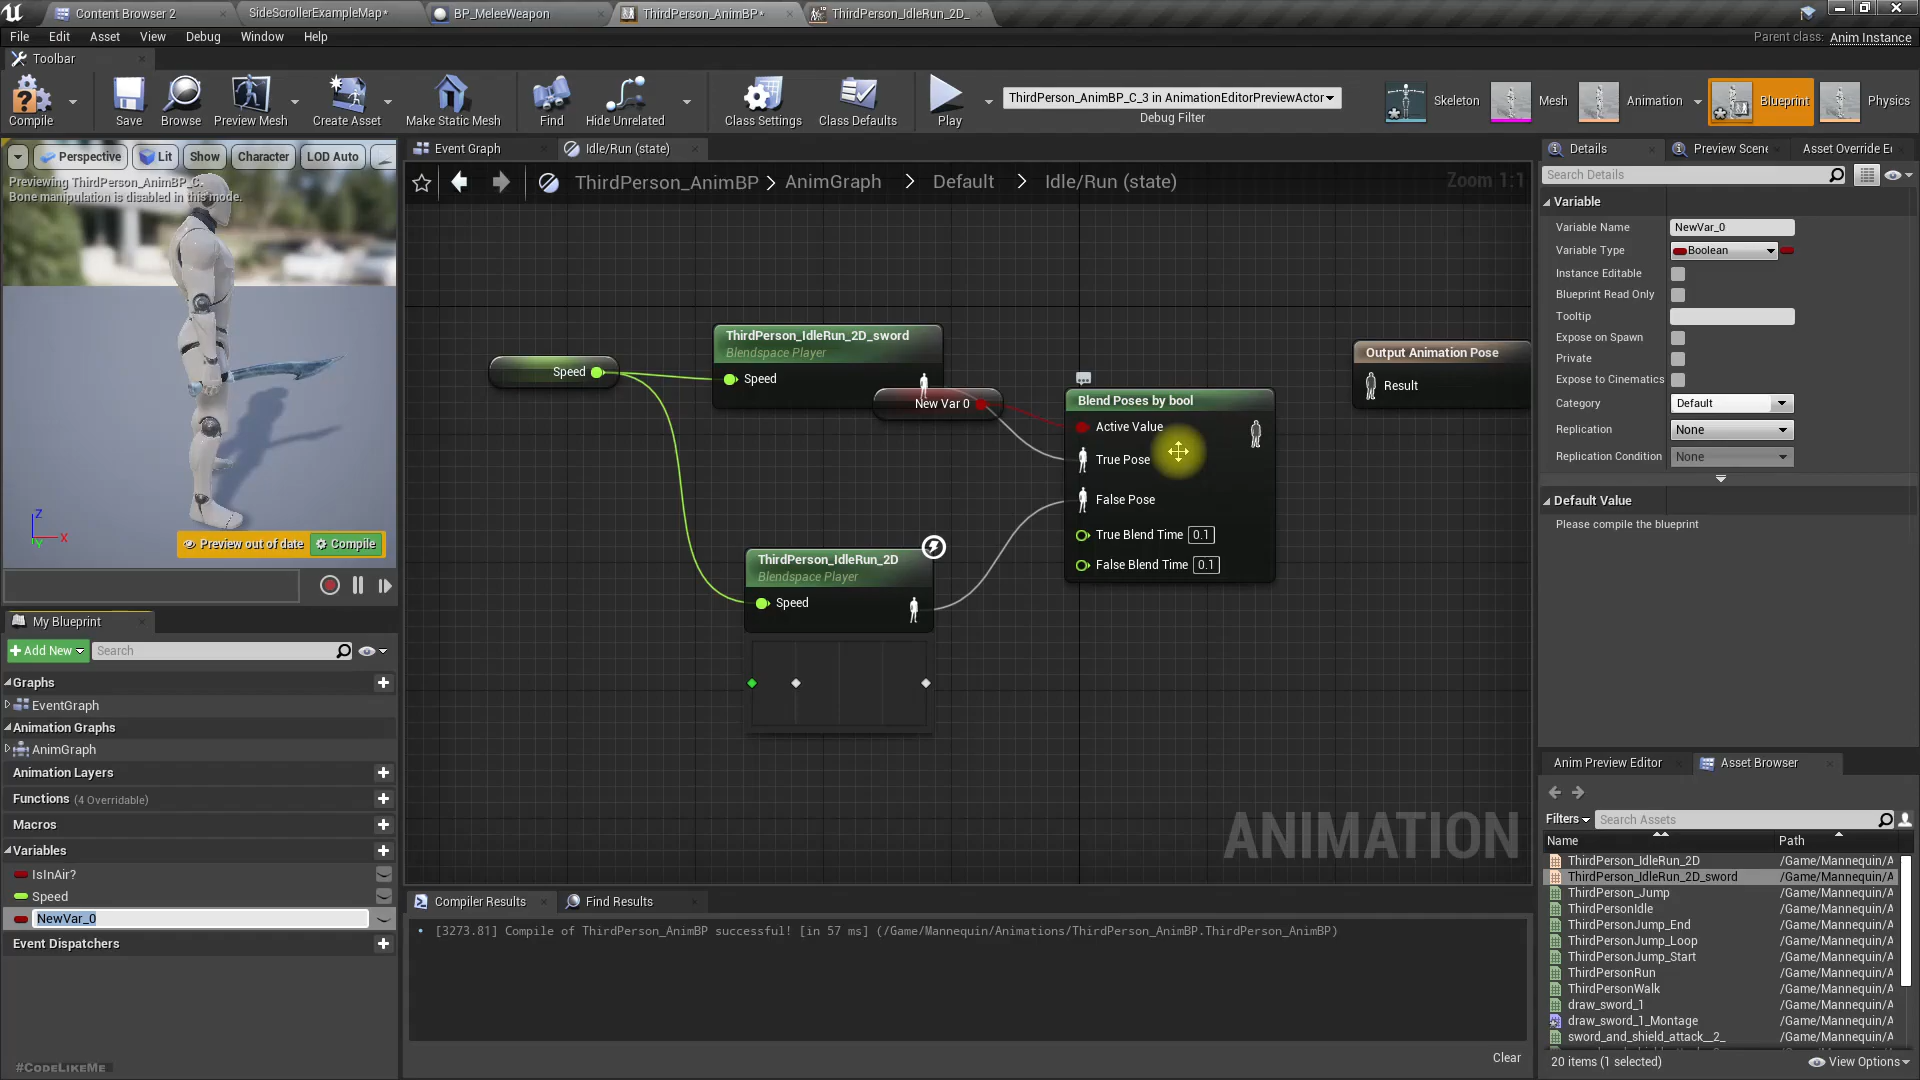 Content Browser 2
SideScrollerExampleMap*
BP_MeleeWeapon
ThirdPerson_AnimBP*
ThirdPerson_IdleRun_2D_
File Edit Asset View Debug Window Help
Parent class: Anim Instance
Toolbar
Compile
Save
Browse
Preview Mesh
Create Asset
Make Static Mesh
Find
Hide Unrelated
Class Settings
Class Defaults
Play
ThirdPerson_AnimBP_C_3 in AnimationEditorPreviewActor
Debug Filter
Skeleton
Mesh
Animation
Blueprint
Physics
Perspective
Lit
Show
Character
LOD Auto
Previewing ThirdPerson_AnimBP_C.
Bone manipulation is disabled in this mode.
Z
X
Y
Preview out of date
Compile
Event Graph
Idle/Run (state)
ThirdPerson_AnimBP > AnimGraph > Default > Idle/Run (state)
Zoom 1:1
Speed
ThirdPerson_IdleRun_2D_sword
Blendspace Player
Speed
New Var 0
Blend Poses by bool
Active Value
True Pose
False Pose
True Blend Time 0.1
False Blend Time 0.1
Output Animation Pose
Result
ThirdPerson_IdleRun_2D
Blendspace Player
Speed
ANIMATION
My Blueprint
Add New
Search
Graphs
EventGraph
Animation Graphs
AnimGraph
Animation Layers
Functions (4 Overridable)
Macros
Variables
IsInAir?
Speed
NewVar_0
Event Dispatchers
#CodeLikeMe
Compiler Results
Find Results
[3273.81] Compile of ThirdPerson_AnimBP successful! [in 57 ms] (/Game/Mannequin/Animations/ThirdPerson_AnimBP.ThirdPerson_AnimBP)
Clear
Details
Preview Scene
Asset Override E
Search Details
Variable
Variable Name NewVar_0
Variable Type Boolean
Instance Editable
Blueprint Read Only
Tooltip
Expose on Spawn
Private
Expose to Cinematics
Category Default
Replication None
Replication Condition None
Default Value
Please compile the blueprint
Anim Preview Editor
Asset Browser
Filters
Search Assets
Name Path
ThirdPerson_IdleRun_2D /Game/Mannequin/A
ThirdPerson_IdleRun_2D_sword /Game/Mannequin/A
ThirdPerson_Jump /Game/Mannequin/A
ThirdPersonIdle /Game/Mannequin/A
ThirdPersonJump_End /Game/Mannequin/A
ThirdPersonJump_Loop /Game/Mannequin/A
ThirdPersonJump_Start /Game/Mannequin/A
ThirdPersonRun /Game/Mannequin/A
ThirdPersonWalk /Game/Mannequin/A
draw_sword_1 /Game/Mannequin/A
draw_sword_1_Montage /Game/Mannequin/A
sword_and_shield_attack__2_ /Game/Mannequin/A
20 items (1 selected)
View Options